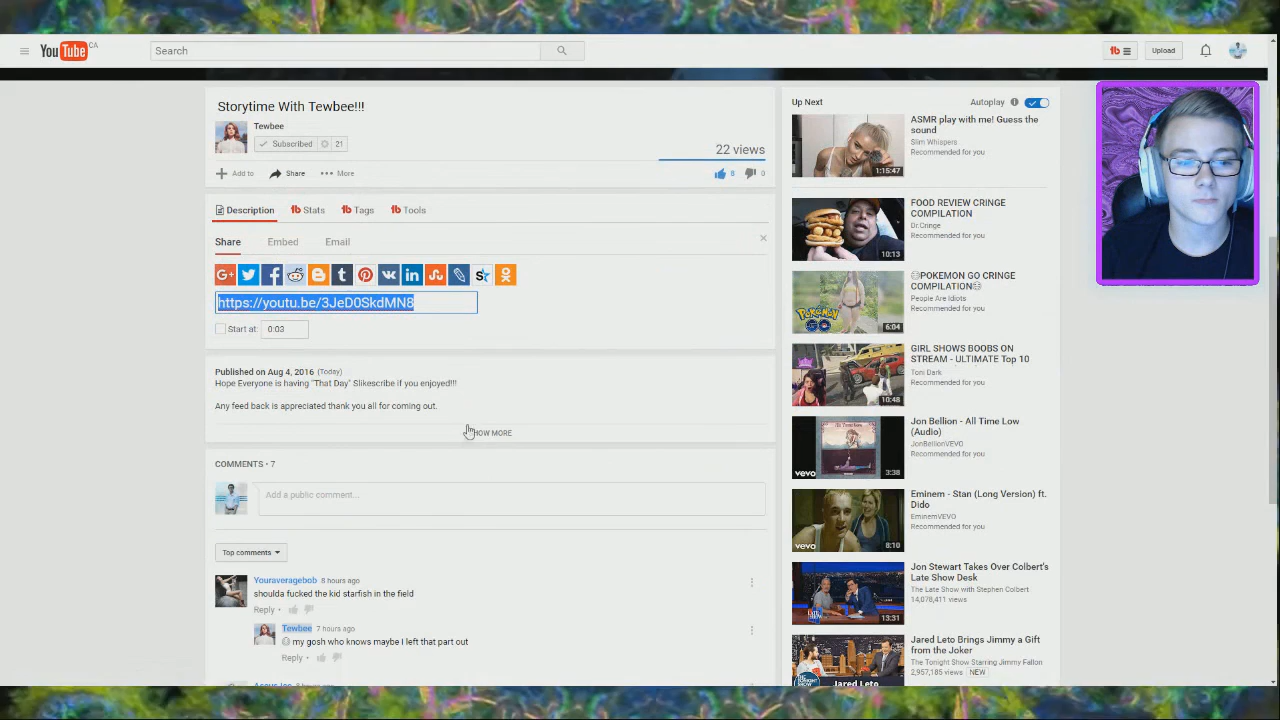 YouTube CA
Search
Upload
Storytime With Tewbee!!!
Tewbee
Subscribed 21
22 views
Add to
Share
More
8
0
Description
Stats
Tags
Tools
Share
Embed
Email
https://youtu.be/3JeD0SkdMN8
Start at: 0:03
Published on Aug 4, 2016 (Today)
Hope Everyone is having "That Day" Slikescribe if you enjoyed!!!
Any feed back is appreciated thank you all for coming out.
HOW MORE
COMMENTS • 7
Add a public comment...
Top comments
Youraveragebob 8 hours ago
shoulda fucked the kid starfish in the field
Reply •
Tewbee 7 hours ago
my gosh who knows maybe I left that part out
Reply •
Up Next
Autoplay
ASMR play with me! Guess the
sound
Slim Whispers
Recommended for you
1:15:47
FOOD REVIEW CRINGE
COMPILATION
Dr.Cringe
Recommended for you
10:13
POKEMON GO CRINGE
COMPILATION
People Are Idiots
Recommended for you
6:04
GIRL SHOWS BOOBS ON
STREAM - ULTIMATE Top 10
Toni Dark
Recommended for you
10:48
Jon Bellion - All Time Low
(Audio)
JonBellionVEVO
Recommended for you
vevo
3:38
Eminem - Stan (Long Version) ft.
Dido
EminemVEVO
Recommended for you
vevo
8:10
Jon Stewart Takes Over Colbert's
Late Show Desk
The Late Show with Stephen Colbert
14,078,411 views
13:31
Jared Leto Brings Jimmy a Gift
from the Joker
The Tonight Show Starring Jimmy Fallon
2,957,185 views NEW
Jared Leto